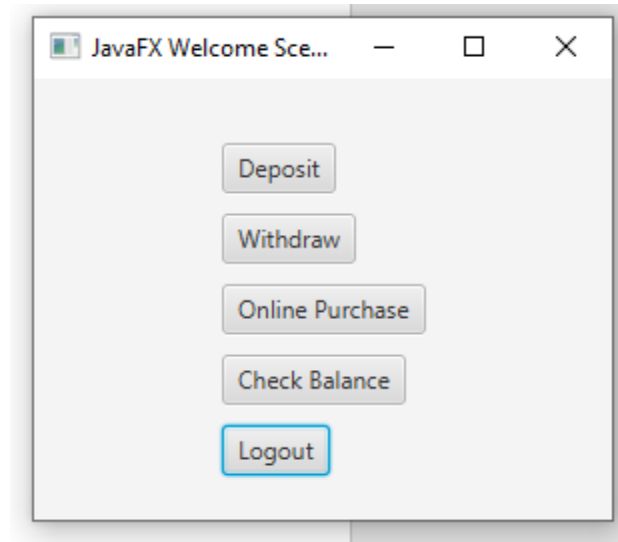 JavaFX Welcome Sce...
Deposit
Withdraw
Online Purchase
Check Balance
Logout